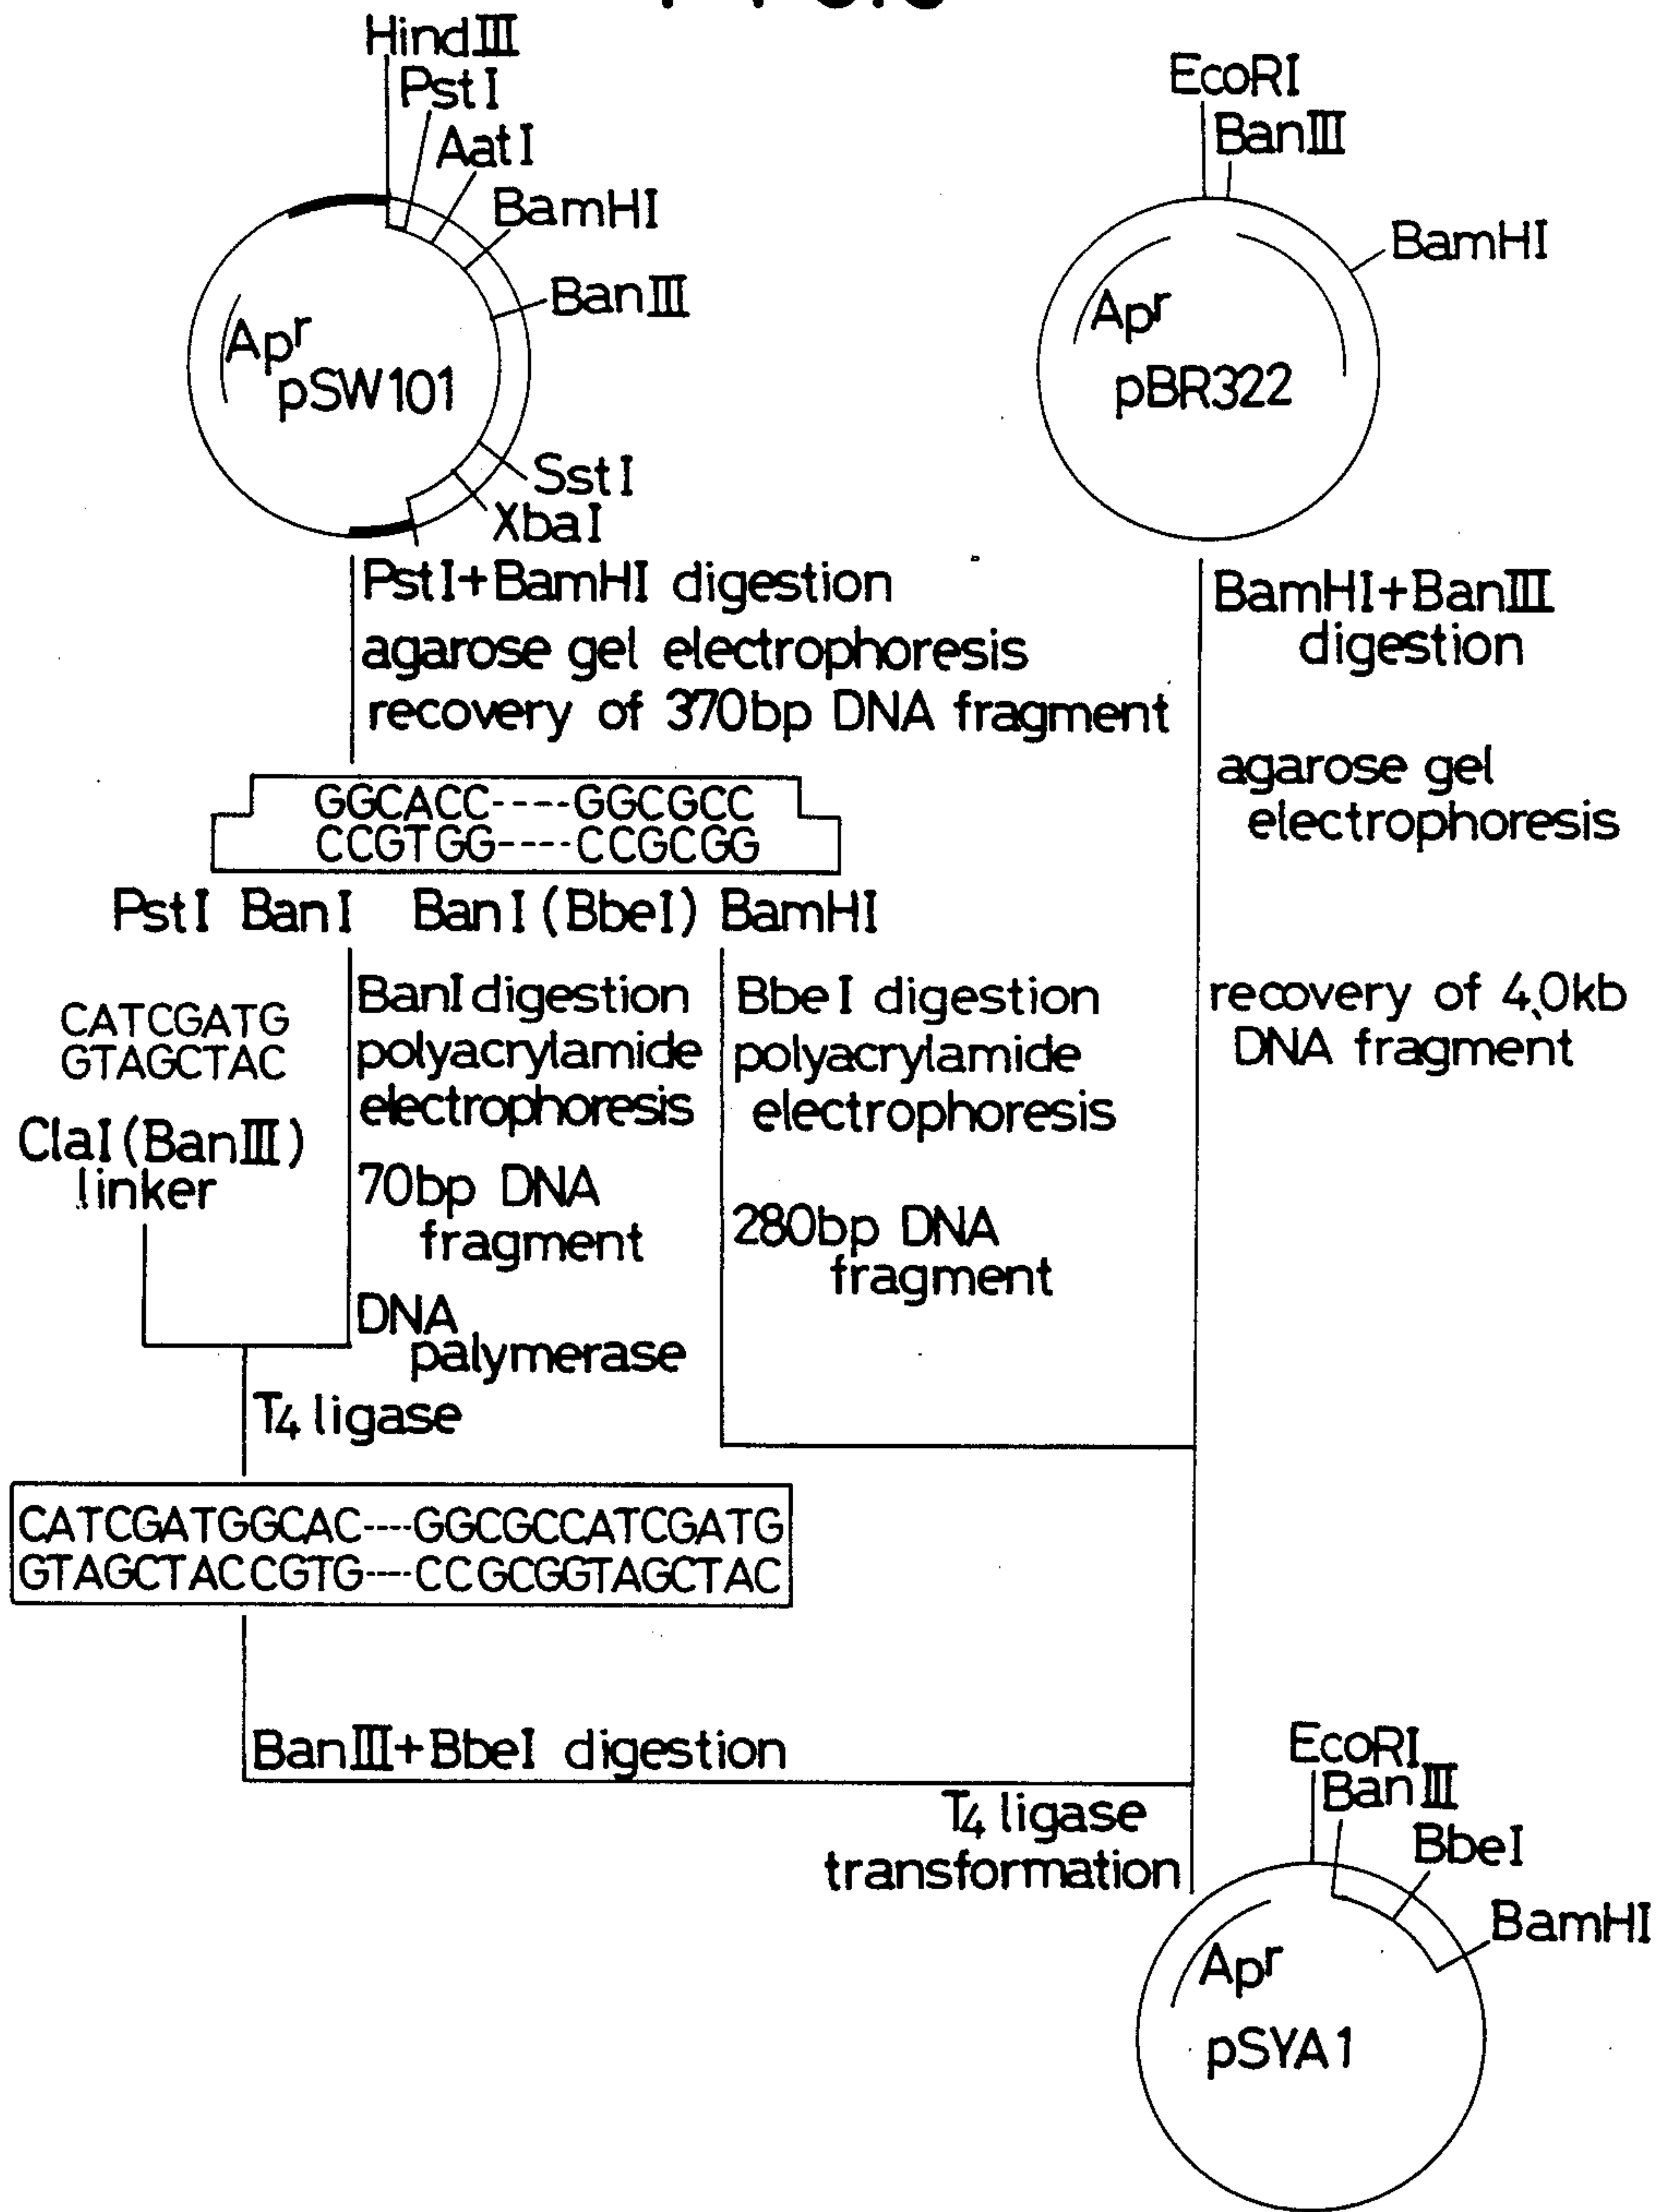 HindⅢ
PstI
AatI
BamHI
BanⅢ
Apr
pSW101
SstI
XbaI
EcoRI
BanⅢ
BamHI
Apr
pBR322
PstI+BamHI digestion
agarose gel electrophoresis
recovery of 370bp DNA fragment
BamHI+BanⅢ
digestion
agarose gel
electrophoresis
recovery of 4.0kb
DNA fragment
GGCACC----GGCGCC
CCGTGG----CCGCGG
PstI BanI BanI(BbeI) BamHI
CATCGATG
GTAGCTAC
ClaI(BanⅢ)
linker
BanI digestion
polyacrylamide
electrophoresis
70bp DNA
fragment
DNA
palymerase
BbeI digestion
polyacrylamide
electrophoresis
280bp DNA
fragment
T4 ligase
CATCGATGGCAC----GGCGCCATCGATG
GTAGCTACCGTG----CCGCGGTAGCTAC
BanⅢ+BbeI digestion
T4 ligase
transformation
EcoRI
BanⅢ
BbeI
BamHI
Apr
pSYA1